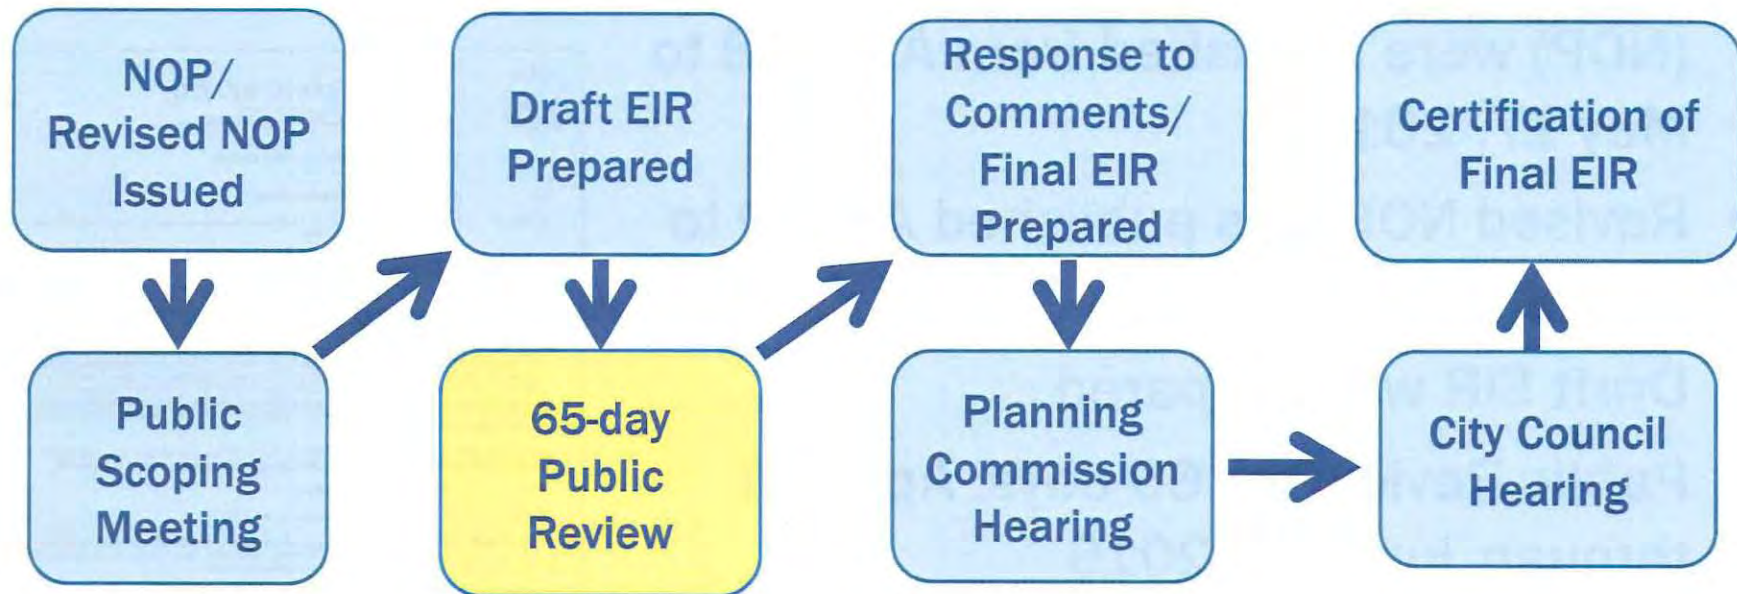 NOP/
Revised NOP
Issued
Public
Scoping
Meeting
Draft EIR
Prepared
65-day
Public
Review
Response to
Comments/
Final EIR
Prepared
Planning
Commission
Hearing
City Council
Hearing
Certification of
Final EIR